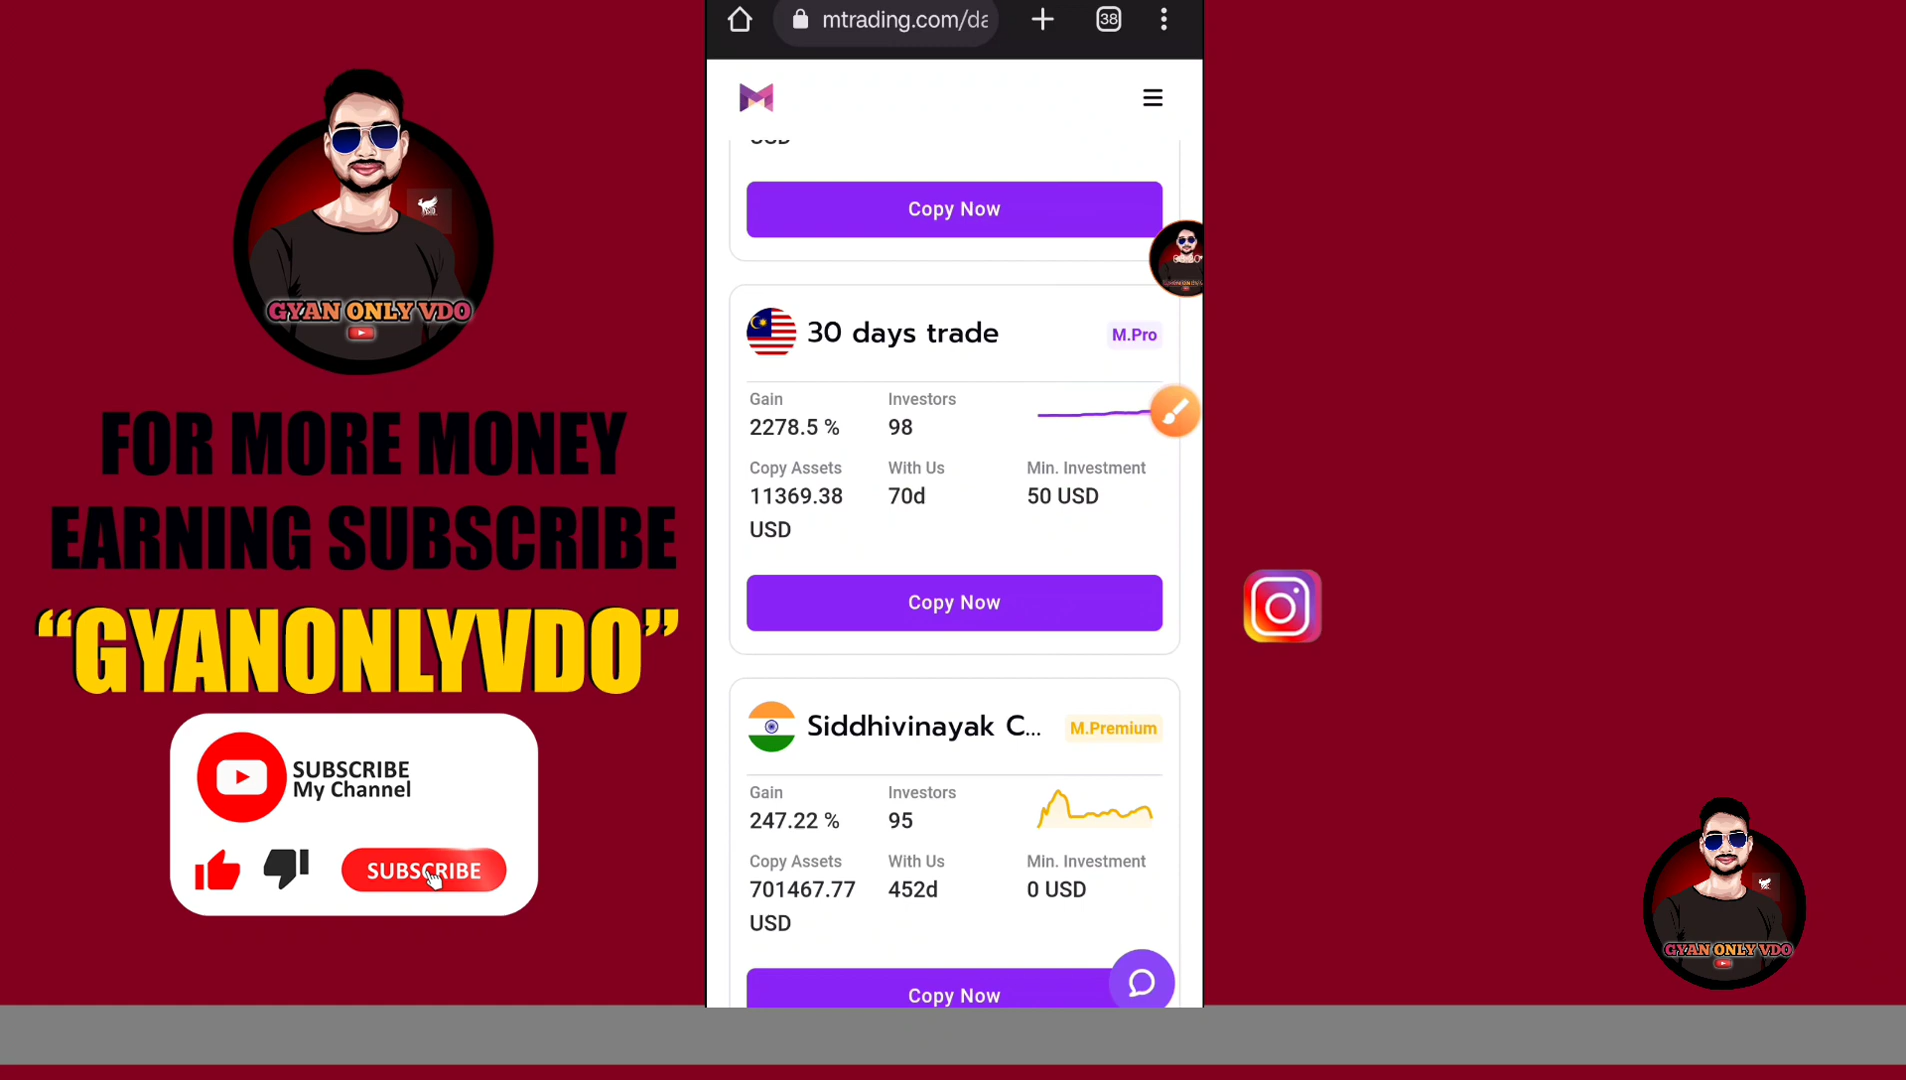 GYAN ONLY VDO
FOR MORE MONEY
EARNING SUBSCRIBE
“GYANONLYVDO”
SUBSCRIBE
My Channel
SUBSCRIBE
mtrading.com/da
38
USD
Copy Now
30 days trade
M.Pro
Gain
Investors
2278.5 %
98
Copy Assets
With Us
Min. Investment
11369.38
70d
50 USD
USD
Copy Now
Siddhivinayak C...
M.Premium
Gain
Investors
247.22 %
95
Copy Assets
With Us
Min. Investment
701467.77
452d
0 USD
USD
Copy Now
GYAN ONLY VDO